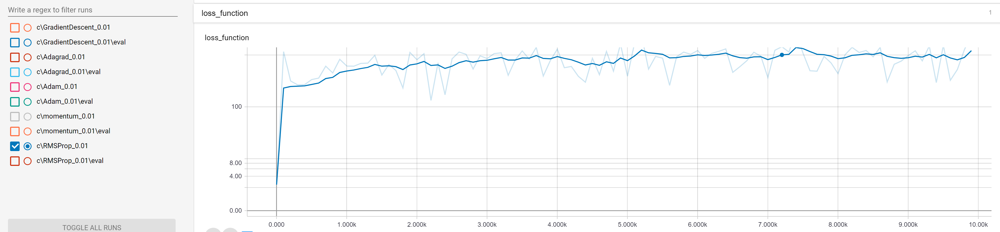 Write a regex to filter runs
c\GradientDescent_0.01
c\GradientDescent_0.01\eval
c\Adagrad_0.01
c\Adagrad_0.01\eval
c\Adam_0.01
c\Adam_0.01\eval
c\momentum_0.01
c\momentum_0.01\eval
c\RMSProp_0.01
c\RMSProp_0.01\eval
TOGGLE ALL RUNS
loss_function 1
loss_function
100
8.00
4.00
0.00
0.000 1.000k 2.000k 3.000k 4.000k 5.000k 6.000k 7.000k 8.000k 9.000k 10.00k